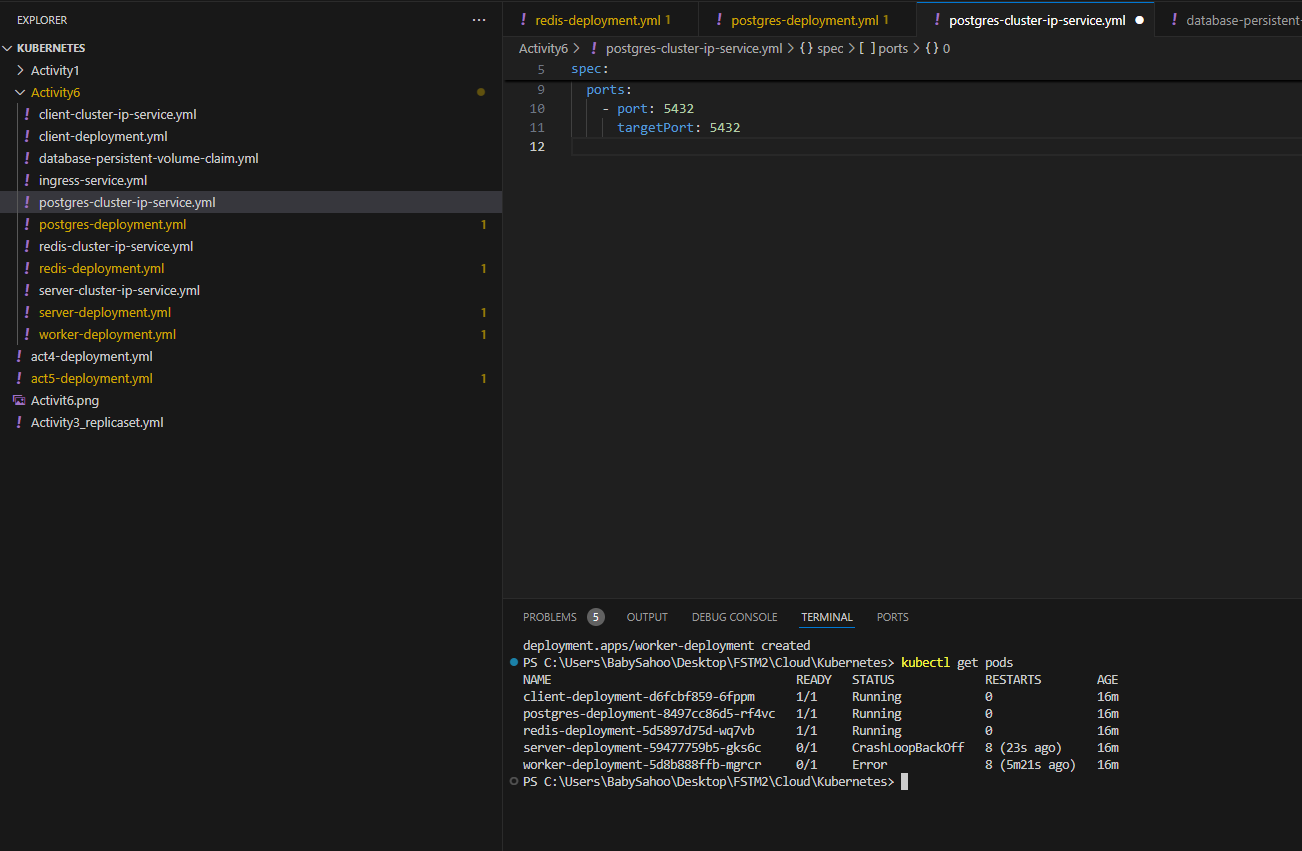 EXPLORER
KUBERNETES
Activity1
Activity6
! client-cluster-ip-service.yml
! client-deployment.yml
! database-persistent-volume-claim.yml
! ingress-service.yml
! postgres-cluster-ip-service.yml
! postgres-deployment.yml 1
! redis-cluster-ip-service.yml
! redis-deployment.yml 1
! server-cluster-ip-service.yml
! server-deployment.yml 1
! worker-deployment.yml 1
! act4-deployment.yml
! act5-deployment.yml 1
Activit6.png
! Activity3_replicaset.yml
! redis-deployment.yml 1 ! postgres-deployment.yml 1 ! postgres-cluster-ip-service.yml ● ! database-persistent-
Activity6 > ! postgres-cluster-ip-service.yml > {} spec > [ ] ports > {} 0
5 spec:
9 ports:
10 - port: 5432
11 targetPort: 5432
12
PROBLEMS 5 OUTPUT DEBUG CONSOLE TERMINAL PORTS
deployment.apps/worker-deployment created
PS C:\Users\BabySahoo\Desktop\FSTM2\Cloud\Kubernetes> kubectl get pods
NAME READY STATUS RESTARTS AGE
client-deployment-d6fcbf859-6fppm 1/1 Running 0 16m
postgres-deployment-8497cc86d5-rf4vc 1/1 Running 0 16m
redis-deployment-5d5897d75d-wq7vb 1/1 Running 0 16m
server-deployment-59477759b5-gks6c 0/1 CrashLoopBackOff 8 (23s ago) 16m
worker-deployment-5d8b888ffb-mgrcr 0/1 Error 8 (5m21s ago) 16m
PS C:\Users\BabySahoo\Desktop\FSTM2\Cloud\Kubernetes>